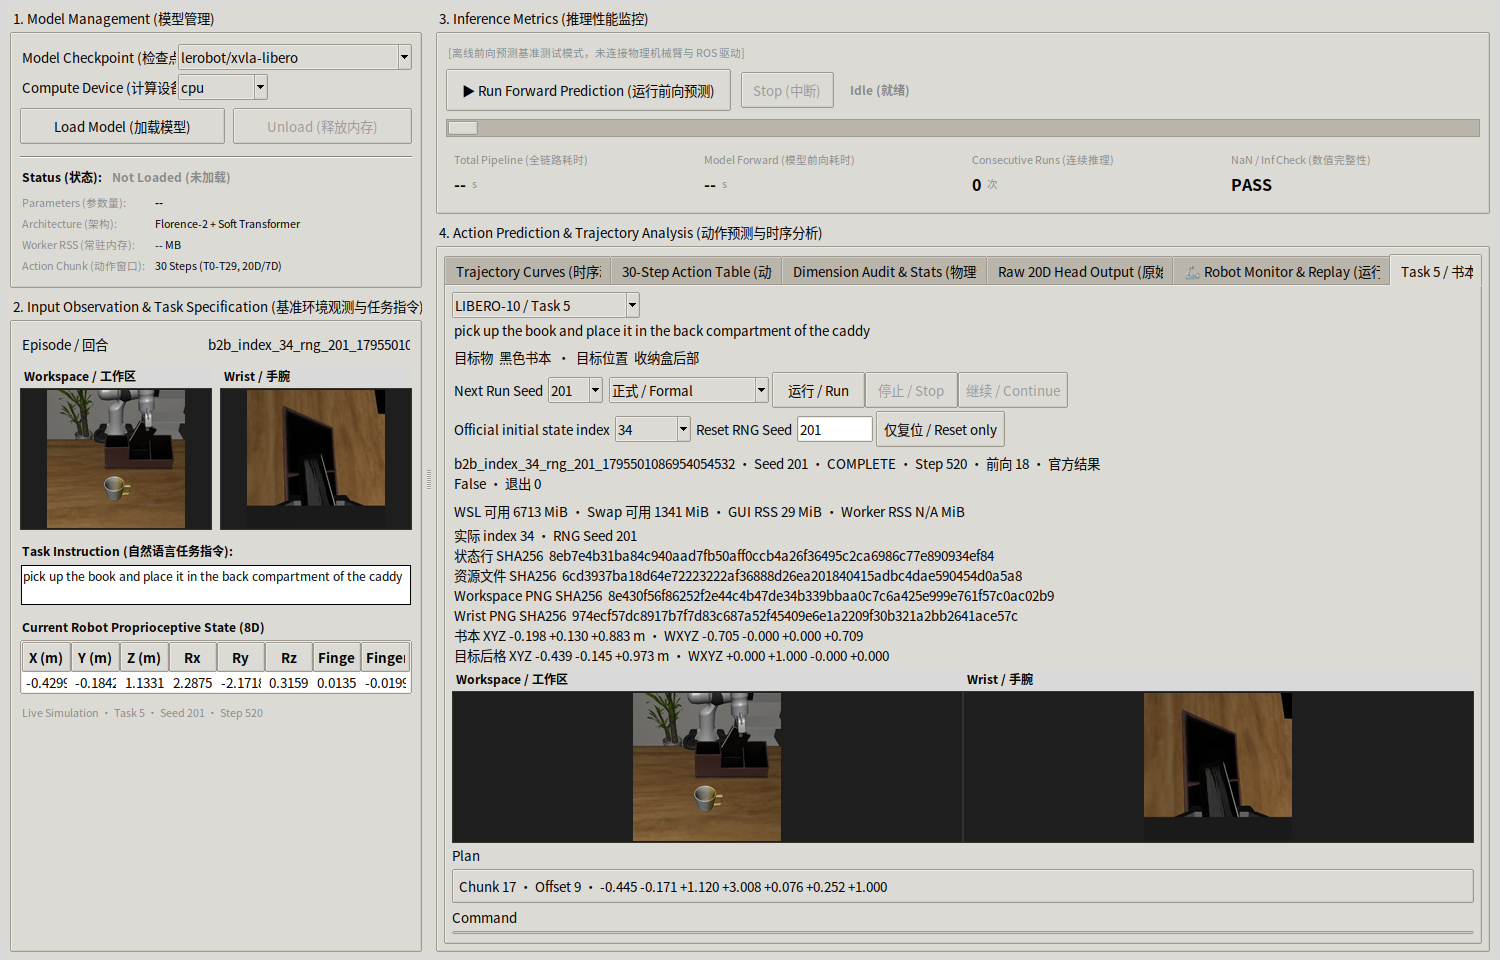 1. Model Management (模型管理)
Model Checkpoint (检查点
lerobot/xvla-libero
Compute Device (计算设备
cpu
Load Model (加载模型)
Unload (释放内存)
Status (状态): Not Loaded (未加载)
Parameters (参数量): --
Architecture (架构): Florence-2 + Soft Transformer
Worker RSS (常驻内存): -- MB
Action Chunk (动作窗口): 30 Steps (T0-T29, 20D/7D)
2. Input Observation & Task Specification (基准环境观测与任务指令)
Episode / 回合 b2b_index_34_rng_201_1795501
Workspace / 工作区
Wrist / 手腕
Task Instruction (自然语言任务指令):
pick up the book and place it in the back compartment of the caddy
Current Robot Proprioceptive State (8D)
X (m) Y (m) Z (m) Rx Ry Rz Finge Finger
-0.4299 -0.1842 1.1331 2.2875 -2.1718 0.3159 0.0135 -0.0199
Live Simulation · Task 5 · Seed 201 · Step 520
3. Inference Metrics (推理性能监控)
[离线前向预测基准测试模式，未连接物理机械臂与 ROS 驱动]
▶ Run Forward Prediction (运行前向预测)
Stop (中断)
Idle (就绪)
Total Pipeline (全链路耗时) Model Forward (模型前向耗时) Consecutive Runs (连续推理) NaN / Inf Check (数值完整性)
-- s -- s 0 次 PASS
4. Action Prediction & Trajectory Analysis (动作预测与时序分析)
Trajectory Curves (时序 30-Step Action Table (动 Dimension Audit & Stats (物理 Raw 20D Head Output (原始 Robot Monitor & Replay (运行 Task 5 / 书本
LIBERO-10 / Task 5
pick up the book and place it in the back compartment of the caddy
目标物 黑色书本 · 目标位置 收纳盒后部
Next Run Seed 201 正式 / Formal 运行 / Run 停止 / Stop 继续 / Continue
Official initial state index 34 Reset RNG Seed 201 仅复位 / Reset only
b2b_index_34_rng_201_1795501086954054532 · Seed 201 · COMPLETE · Step 520 · 前向 18 · 官方结果
False · 退出 0
WSL 可用 6713 MiB · Swap 可用 1341 MiB · GUI RSS 29 MiB · Worker RSS N/A MiB
实际 index 34 · RNG Seed 201
状态行 SHA256 8eb7e4b31ba84c940aad7fb50aff0ccb4a26f36495c2ca6986c77e890934ef84
资源文件 SHA256 6cd3937ba18d64e72223222af36888d26ea201840415adbc4dae590454d0a5a8
Workspace PNG SHA256 8e430f56f86252f2e44c4b47de34b339bbaa0c7c6a425e999e761f57c0ac02b9
Wrist PNG SHA256 974ecf57dc8917b7f7d83c687a52f45409e6e1a2209f30b321a2bb2641ace57c
书本 XYZ -0.198 +0.130 +0.883 m · WXYZ -0.705 -0.000 +0.000 +0.709
目标后格 XYZ -0.439 -0.145 +0.973 m · WXYZ +0.000 +1.000 -0.000 +0.000
Workspace / 工作区
Wrist / 手腕
Plan
Chunk 17 · Offset 9 · -0.445 -0.171 +1.120 +3.008 +0.076 +0.252 +1.000
Command